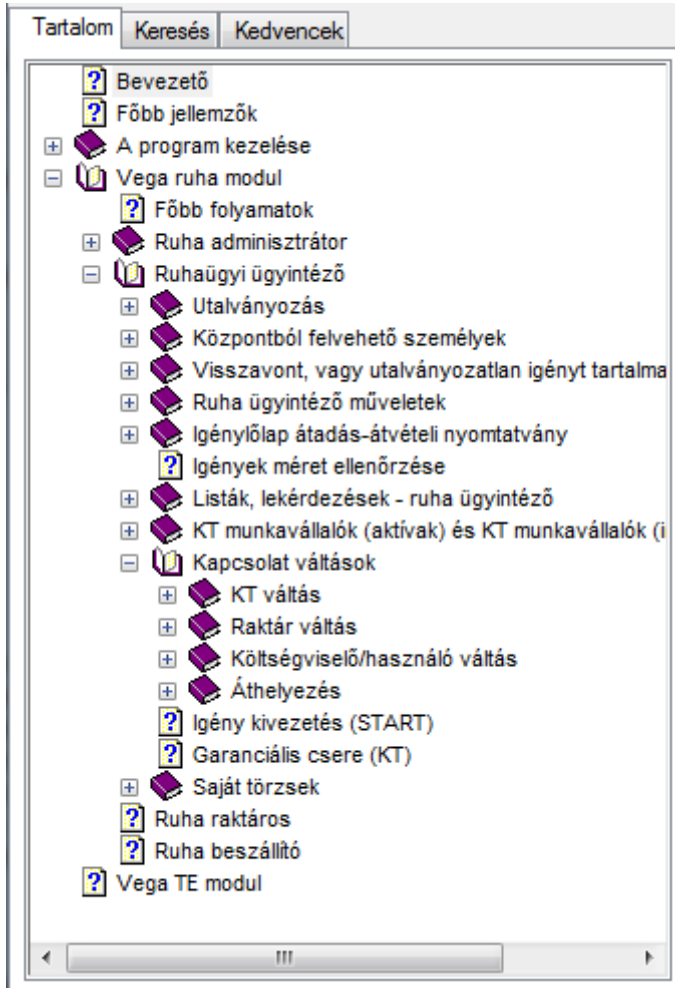 Tartalom Keresés Kedvencek
Bevezető
Főbb jellemzők
A program kezelése
Vega ruha modul
Főbb folyamatok
Ruha adminisztrátor
Ruhaügyi ügyintéző
Utalványozás
Központból felvehető személyek
Visszavont, vagy utalványozatlan igényt tartalma
Ruha ügyintéző műveletek
Igénylőlap átadás-átvételi nyomtatvány
Igények méret ellenőrzése
Listák, lekérdezések - ruha ügyintéző
KT munkavállalók (aktívak) és KT munkavállalók (i
Kapcsolat váltások
KT váltás
Raktár váltás
Költségviselő/használó váltás
Áthelyezés
Igény kivezetés (START)
Garanciális csere (KT)
Saját törzsek
Ruha raktáros
Ruha beszállító
Vega TE modul